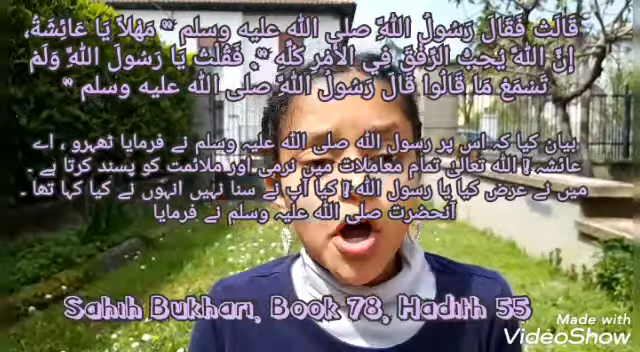 قَالَتْ فَقَالَ رَسُولُ اللَّهِ صلى الله عليه وسلم " مَهْلاً يَا عَائِشَةُ،
إِنَّ اللَّهَ يُحِبُّ الرِّفْقَ فِي الأَمْرِ كُلِّهِ ". فَقُلْتُ يَا رَسُولَ اللَّهِ وَلَمْ
تَسْمَعْ مَا قَالُوا قَالَ رَسُولُ اللَّهِ صلى الله عليه وسلم "
بیان کیا کہ اس پر رسول اللہ صلی اللہ علیہ وسلم نے فرمایا ٹھہرو ، اے
عائشہ ! اللہ تعالیٰ تمام معاملات میں نرمی اور ملائمت کو پسند کرتا ہے ۔
میں نے عرض کیا یا رسول اللہ ! کیا آپ نے سنا نہیں انہوں نے کیا کہا تھا ۔
آنحضرت صلی اللہ علیہ وسلم نے فرمایا
Sahih Bukhari, Book 78, Hadith 55
Made with
VideoShow